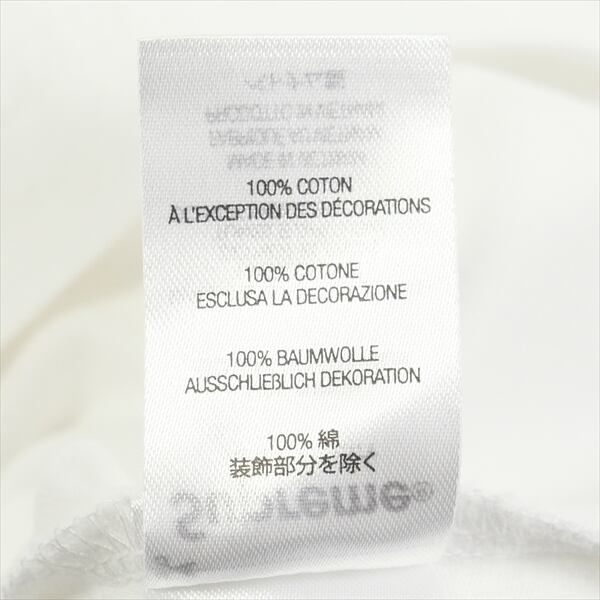 100% COTON
À L'EXCEPTION DES DÉCORATIONS
100% COTONE
ESCLUSA LA DECORAZIONE
100% BAUMWOLLE
AUSSCHLIEßLICH DEKORATION
100% 綿
装飾部分を除く
Supreme®